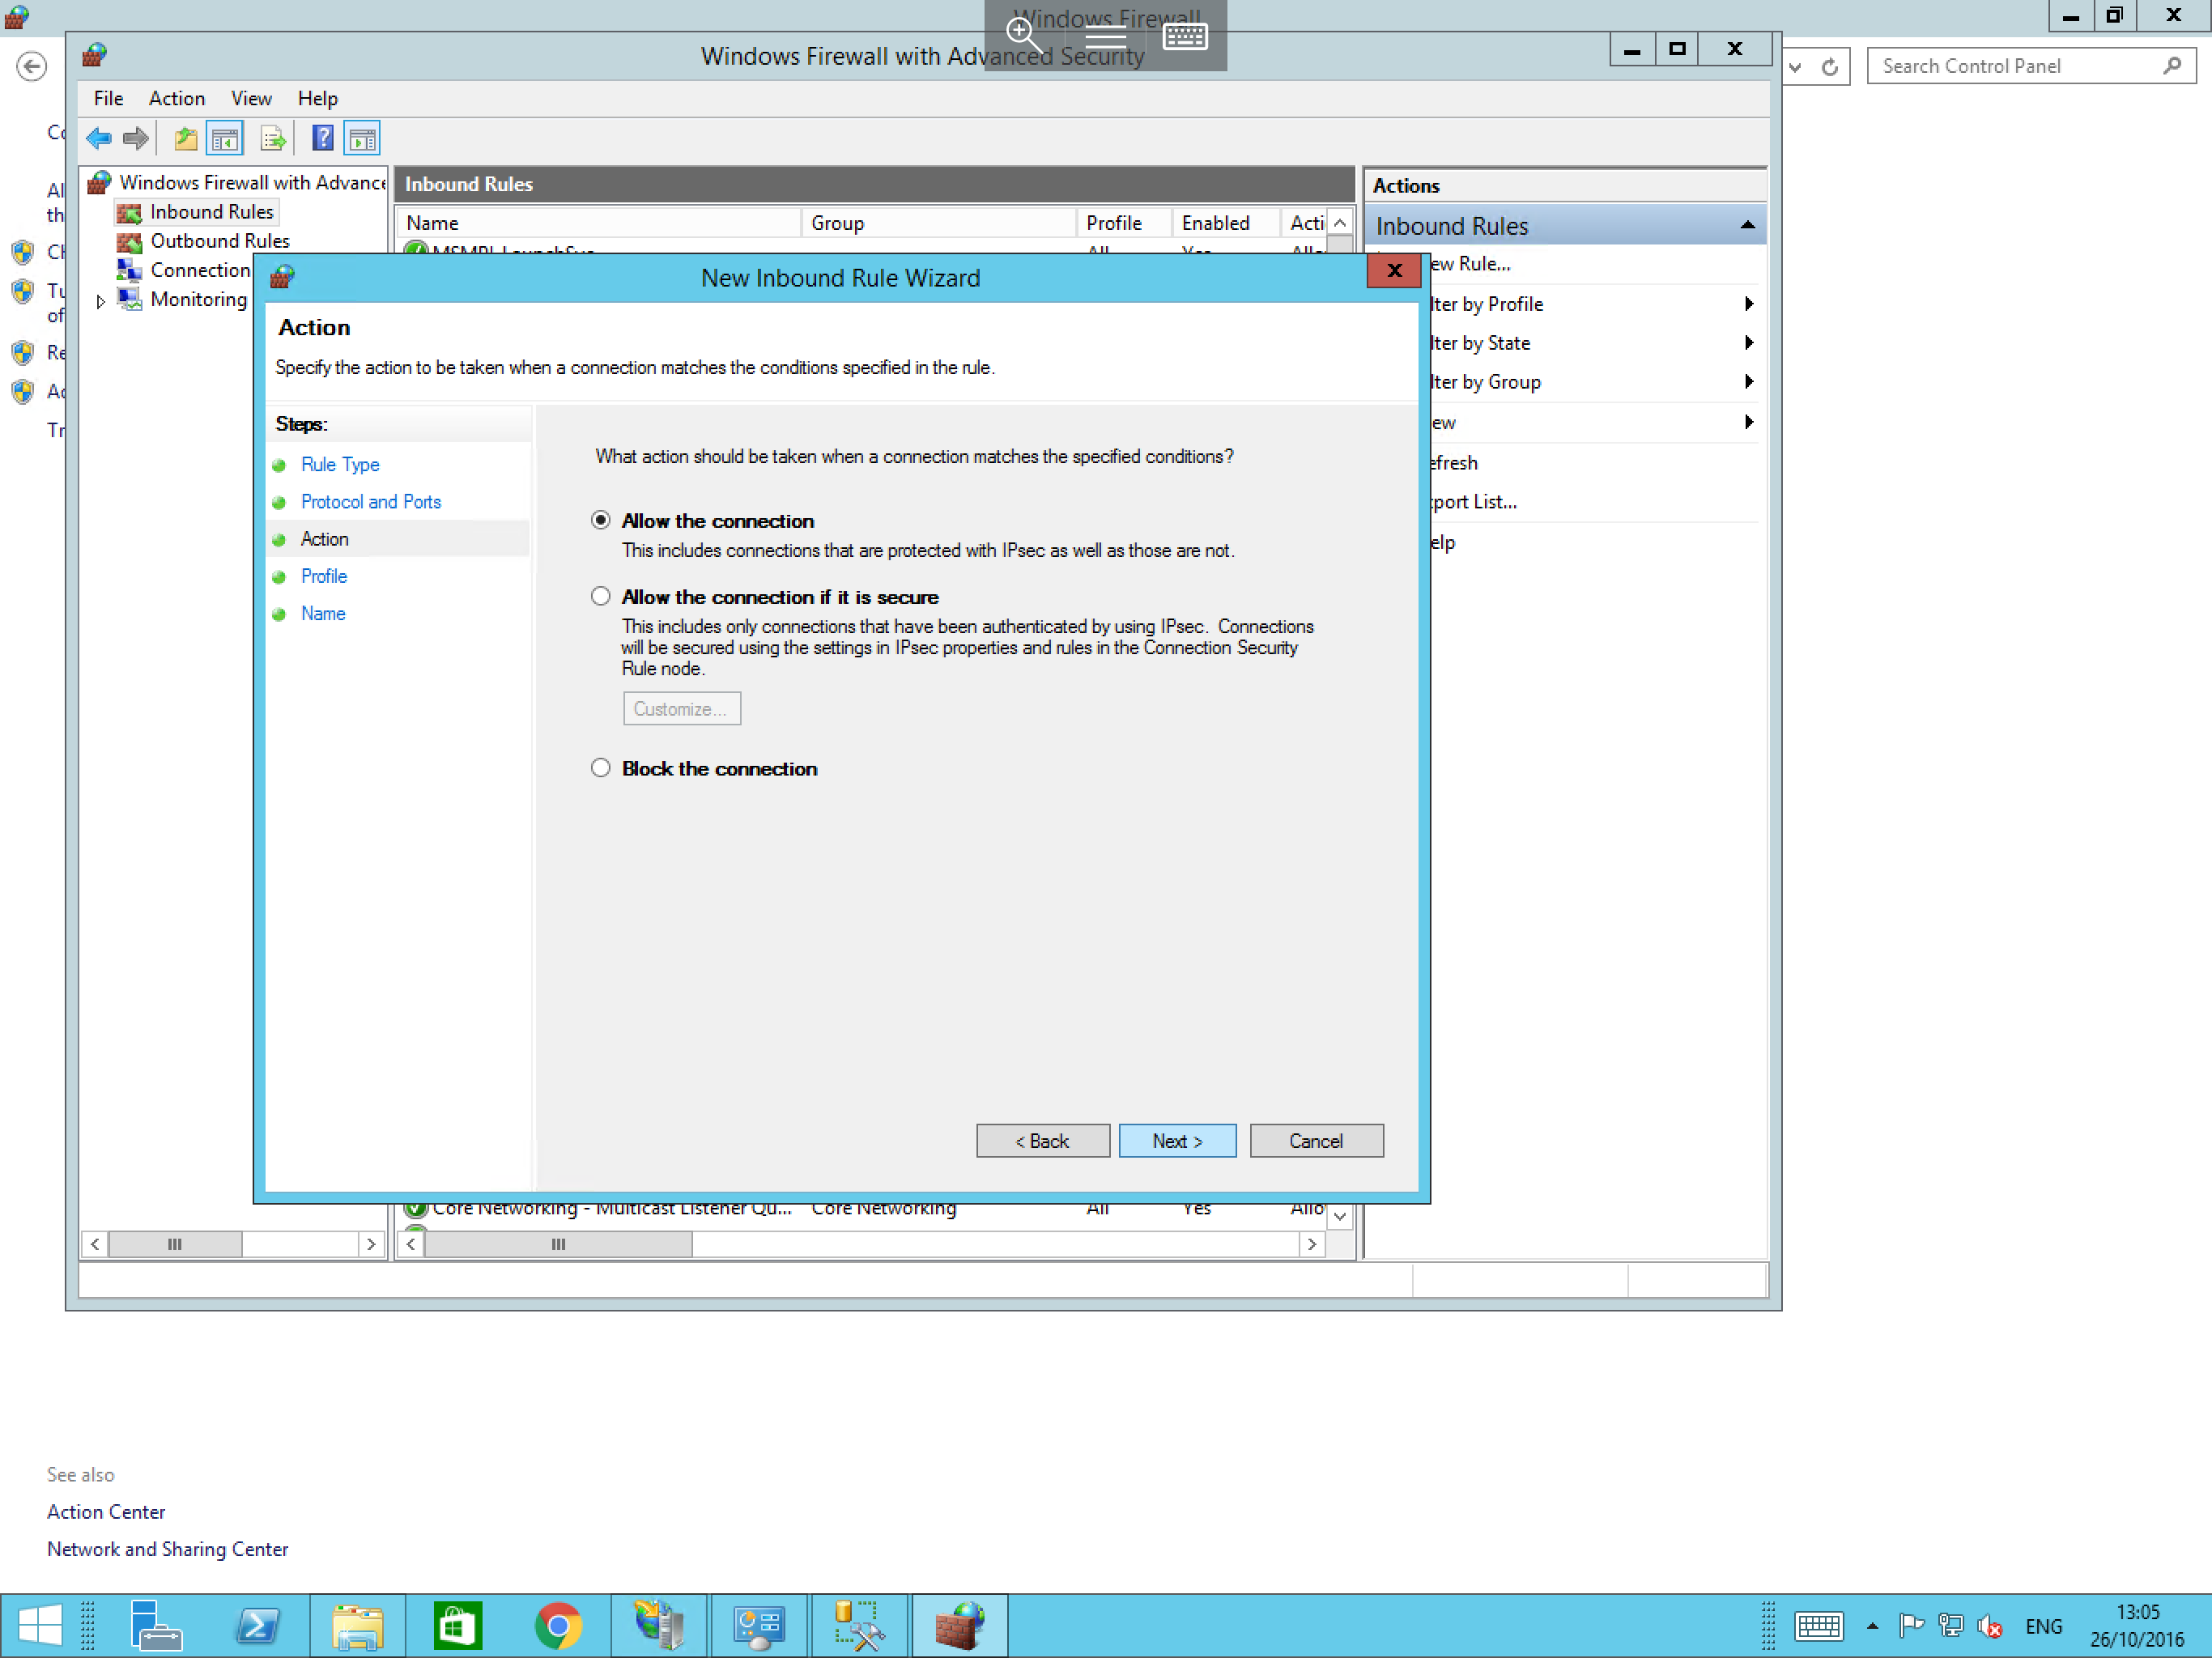 Windows Firewall
Windows Firewall with Advanced Security
Search Control Panel
File Action View Help
Windows Firewall with Advance
Inbound Rules
Outbound Rules
Connection
Monitoring
Inbound Rules
Name Group Profile Enabled Acti
Actions
Inbound Rules
ew Rule...
lter by Profile
lter by State
lter by Group
ew
efresh
port List...
elp
New Inbound Rule Wizard
Action
Specify the action to be taken when a connection matches the conditions specified in the rule.
Steps:
Rule Type
Protocol and Ports
Action
Profile
Name
What action should be taken when a connection matches the specified conditions?
Allow the connection
This includes connections that are protected with IPsec as well as those are not.
Allow the connection if it is secure
This includes only connections that have been authenticated by using IPsec. Connections
will be secured using the settings in IPsec properties and rules in the Connection Security
Rule node.
Customize...
Block the connection
< Back Next > Cancel
Core Networking - Multicast Listener Qu... Core Networking All Yes Allo
See also
Action Center
Network and Sharing Center
ENG
13:05
26/10/2016